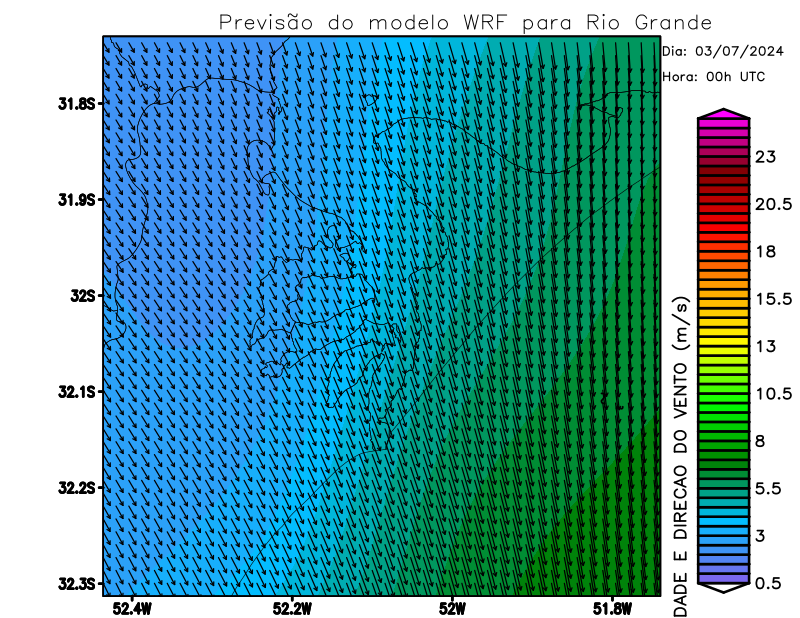 Previsão do modelo WRF para Rio Grande
Dia: 03/07/2024
Hora: 00h UTC
31.8S
31.9S
32S
32.1S
32.2S
32.3S
52.4W
52.2W
52W
51.8W
23
20.5
18
15.5
13
10.5
8
5.5
3
0.5
DADE E DIRECAO DO VENTO (m/s)